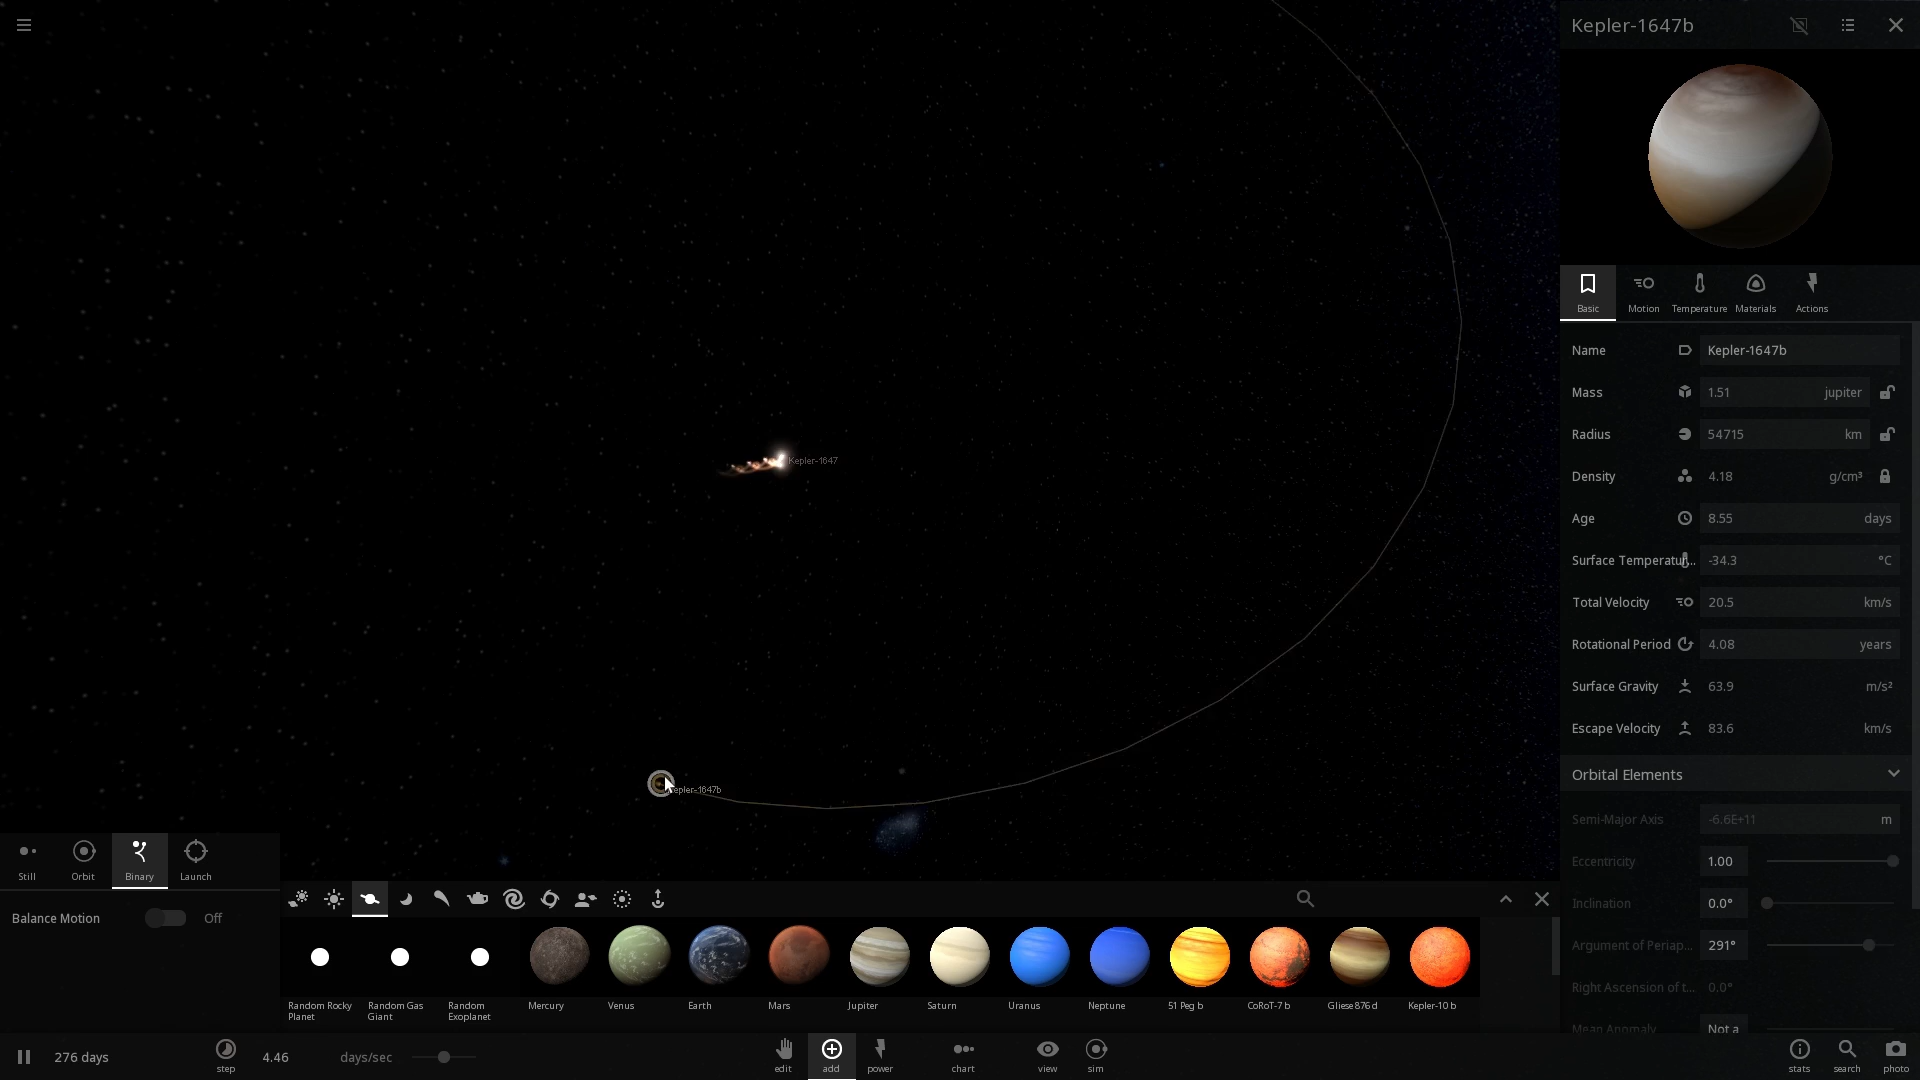 Kepler-1647b
Kepler-1647
Kepler-1647b
Basic Motion Temperature Materials Actions
Name Kepler-1647b
Mass 1.51 jupiter
Radius 54715 km
Density 4.18 g/cm³
Age 8.55 days
Surface Temperatur... -34.3 °C
Total Velocity 20.5 km/s
Rotational Period 4.08 years
Surface Gravity 63.9 m/s²
Escape Velocity 83.6 km/s
Orbital Elements
Semi-Major Axis -6.6E+11 m
Eccentricity 1.00
Inclination 0.0°
Argument of Periap... 291°
Right Ascension of t... 0.0°
Mean Anomaly Not a
Still Orbit Binary Launch
Balance Motion Off
Random Rocky Planet
Random Gas Giant
Random Exoplanet
Mercury
Venus
Earth
Mars
Jupiter
Saturn
Uranus
Neptune
51 Peg b
CoRoT-7 b
Gliese 876 d
Kepler-10 b
276 days
step
4.46 days/sec
edit add power chart view sim
stats search photo